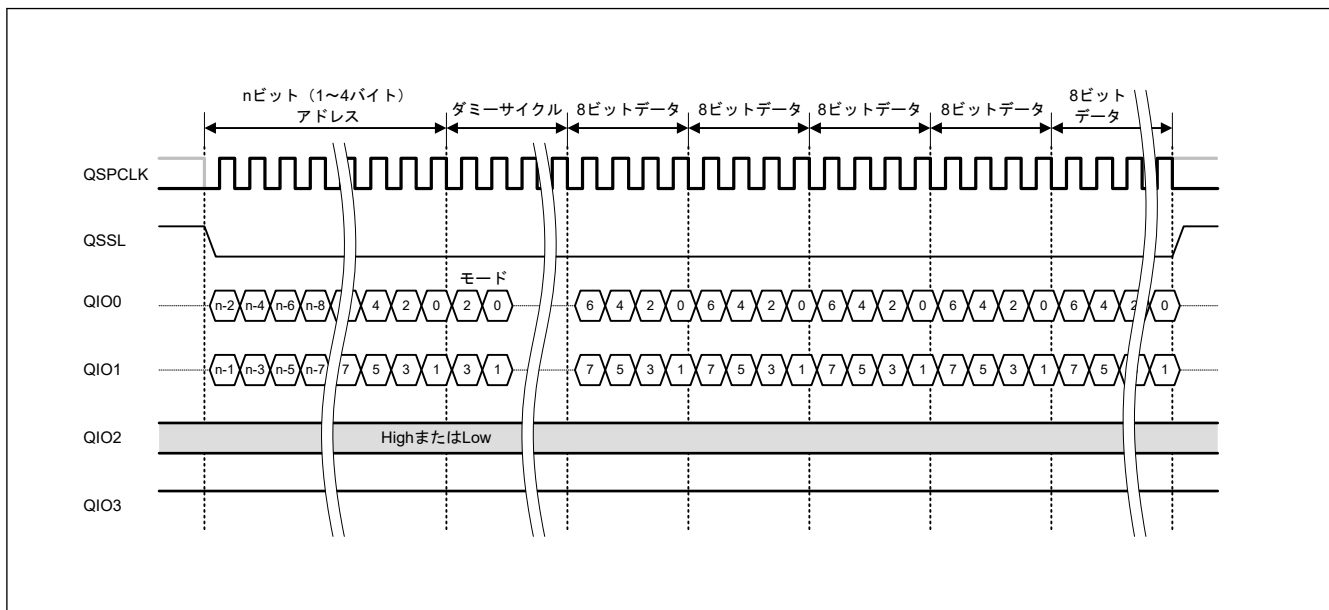 nビット（1～4バイト）
アドレス
ダミーサイクル
8ビットデータ
8ビットデータ
8ビットデータ
8ビットデータ
8ビット
データ
QSPCLK
QSSL
モード
QIO0
n-2 n-4 n-6 n-8 4 2 0 2 0 6 4 2 0 6 4 2 0 6 4 2 0 6 4 2 0 6 4 2 0
QIO1
n-1 n-3 n-5 n-7 7 5 3 1 3 1 7 5 3 1 7 5 3 1 7 5 3 1 7 5 3 1 7 5 1
QIO2
HighまたはLow
QIO3